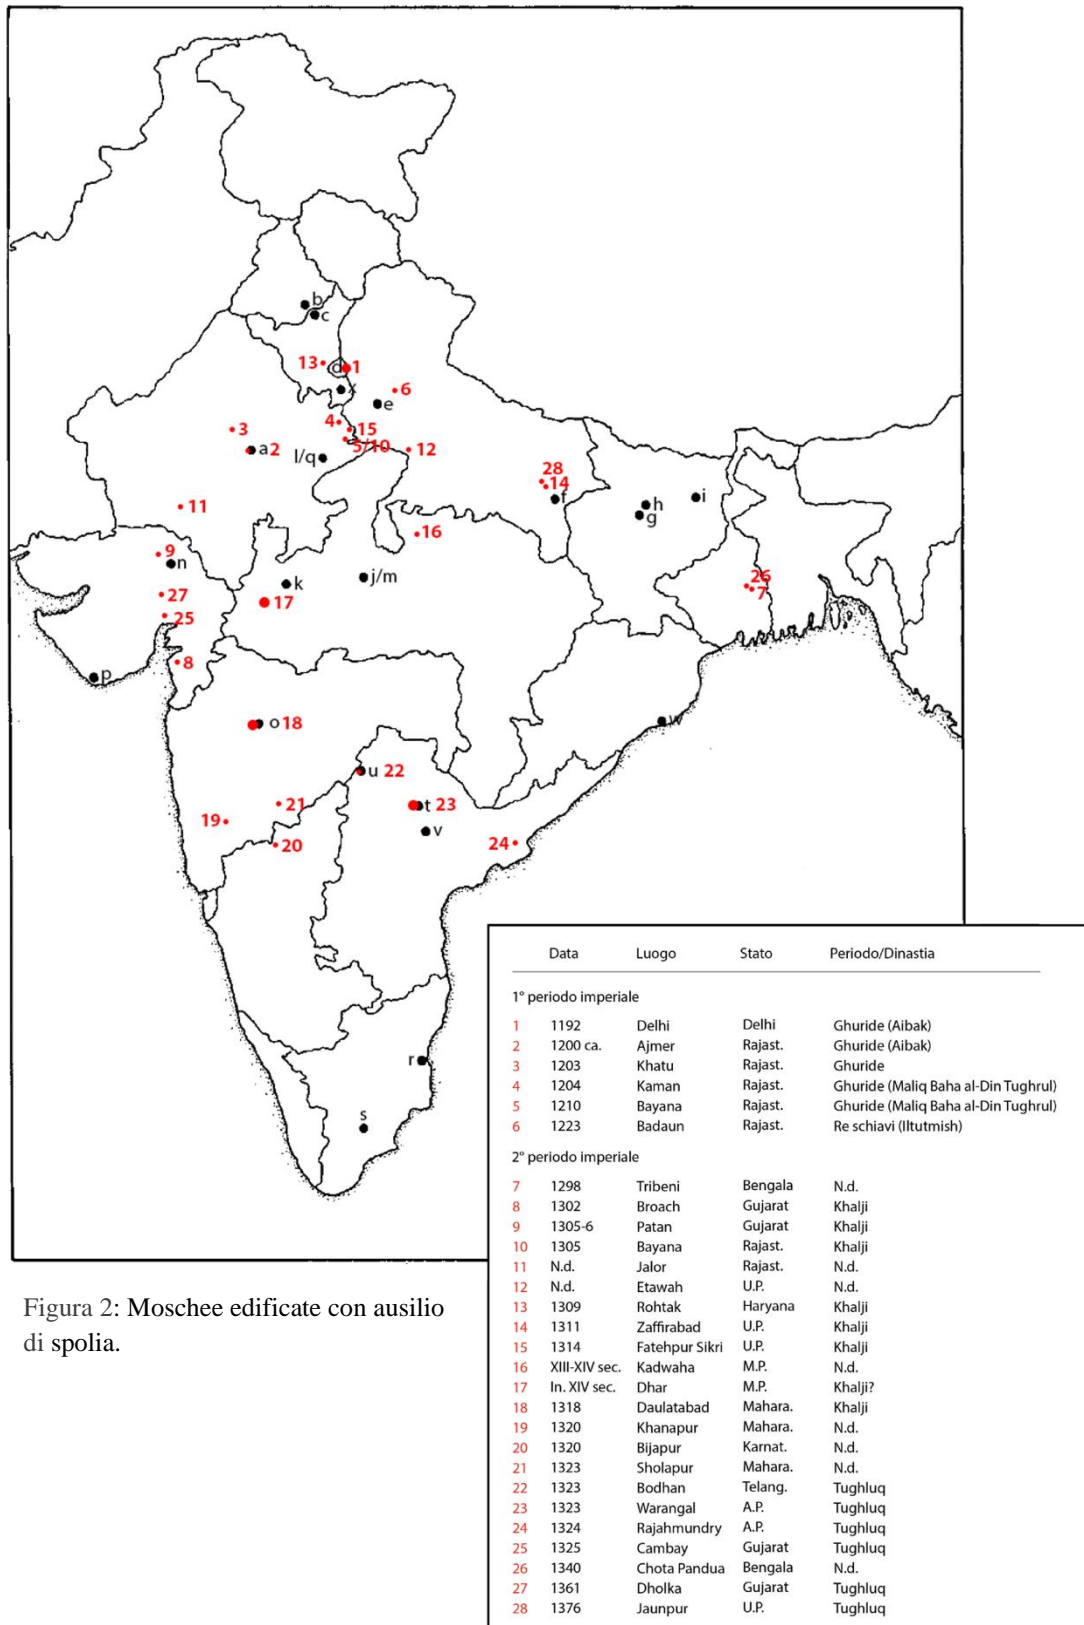 b
c
13
d
1
x
6
e
4
15
3
5/10
a 2
l/q
12
28
14
f
i
h
g
11
16
9
n
j/m
k
26
7
27
17
25
8
p
o 18
w
u 22
21
t 23
19
v
24
20
r
s
Data Luogo Stato Periodo/Dinastia
1° periodo imperiale
1 1192 Delhi Delhi Ghuride (Aibak)
2 1200 ca. Ajmer Rajast. Ghuride (Aibak)
3 1203 Khatu Rajast. Ghuride
4 1204 Kaman Rajast. Ghuride (Maliq Baha al-Din Tughrul)
5 1210 Bayana Rajast. Ghuride (Maliq Baha al-Din Tughrul)
6 1223 Badaun Rajast. Re schiavi (Iltutmish)
2° periodo imperiale
7 1298 Tribeni Bengala N.d.
8 1302 Broach Gujarat Khalji
9 1305-6 Patan Gujarat Khalji
10 1305 Bayana Rajast. Khalji
11 N.d. Jalor Rajast. N.d.
12 N.d. Etawah U.P. N.d.
13 1309 Rohtak Haryana Khalji
14 1311 Zaffirabad U.P. Khalji
15 1314 Fatehpur Sikri U.P. Khalji
16 XIII-XIV sec. Kadwaha M.P. N.d.
17 In. XIV sec. Dhar M.P. Khalji?
18 1318 Daulatabad Mahara. Khalji
19 1320 Khanapur Mahara. N.d.
20 1320 Bijapur Karnat. N.d.
21 1323 Sholapur Mahara. N.d.
22 1323 Bodhan Telang. Tughluq
23 1323 Warangal A.P. Tughluq
24 1324 Rajahmundry A.P. Tughluq
25 1325 Cambay Gujarat Tughluq
26 1340 Chota Pandua Bengala N.d.
27 1361 Dholka Gujarat Tughluq
28 1376 Jaunpur U.P. Tughluq
Figura 2: Moschee edificate con ausilio
di spolia.